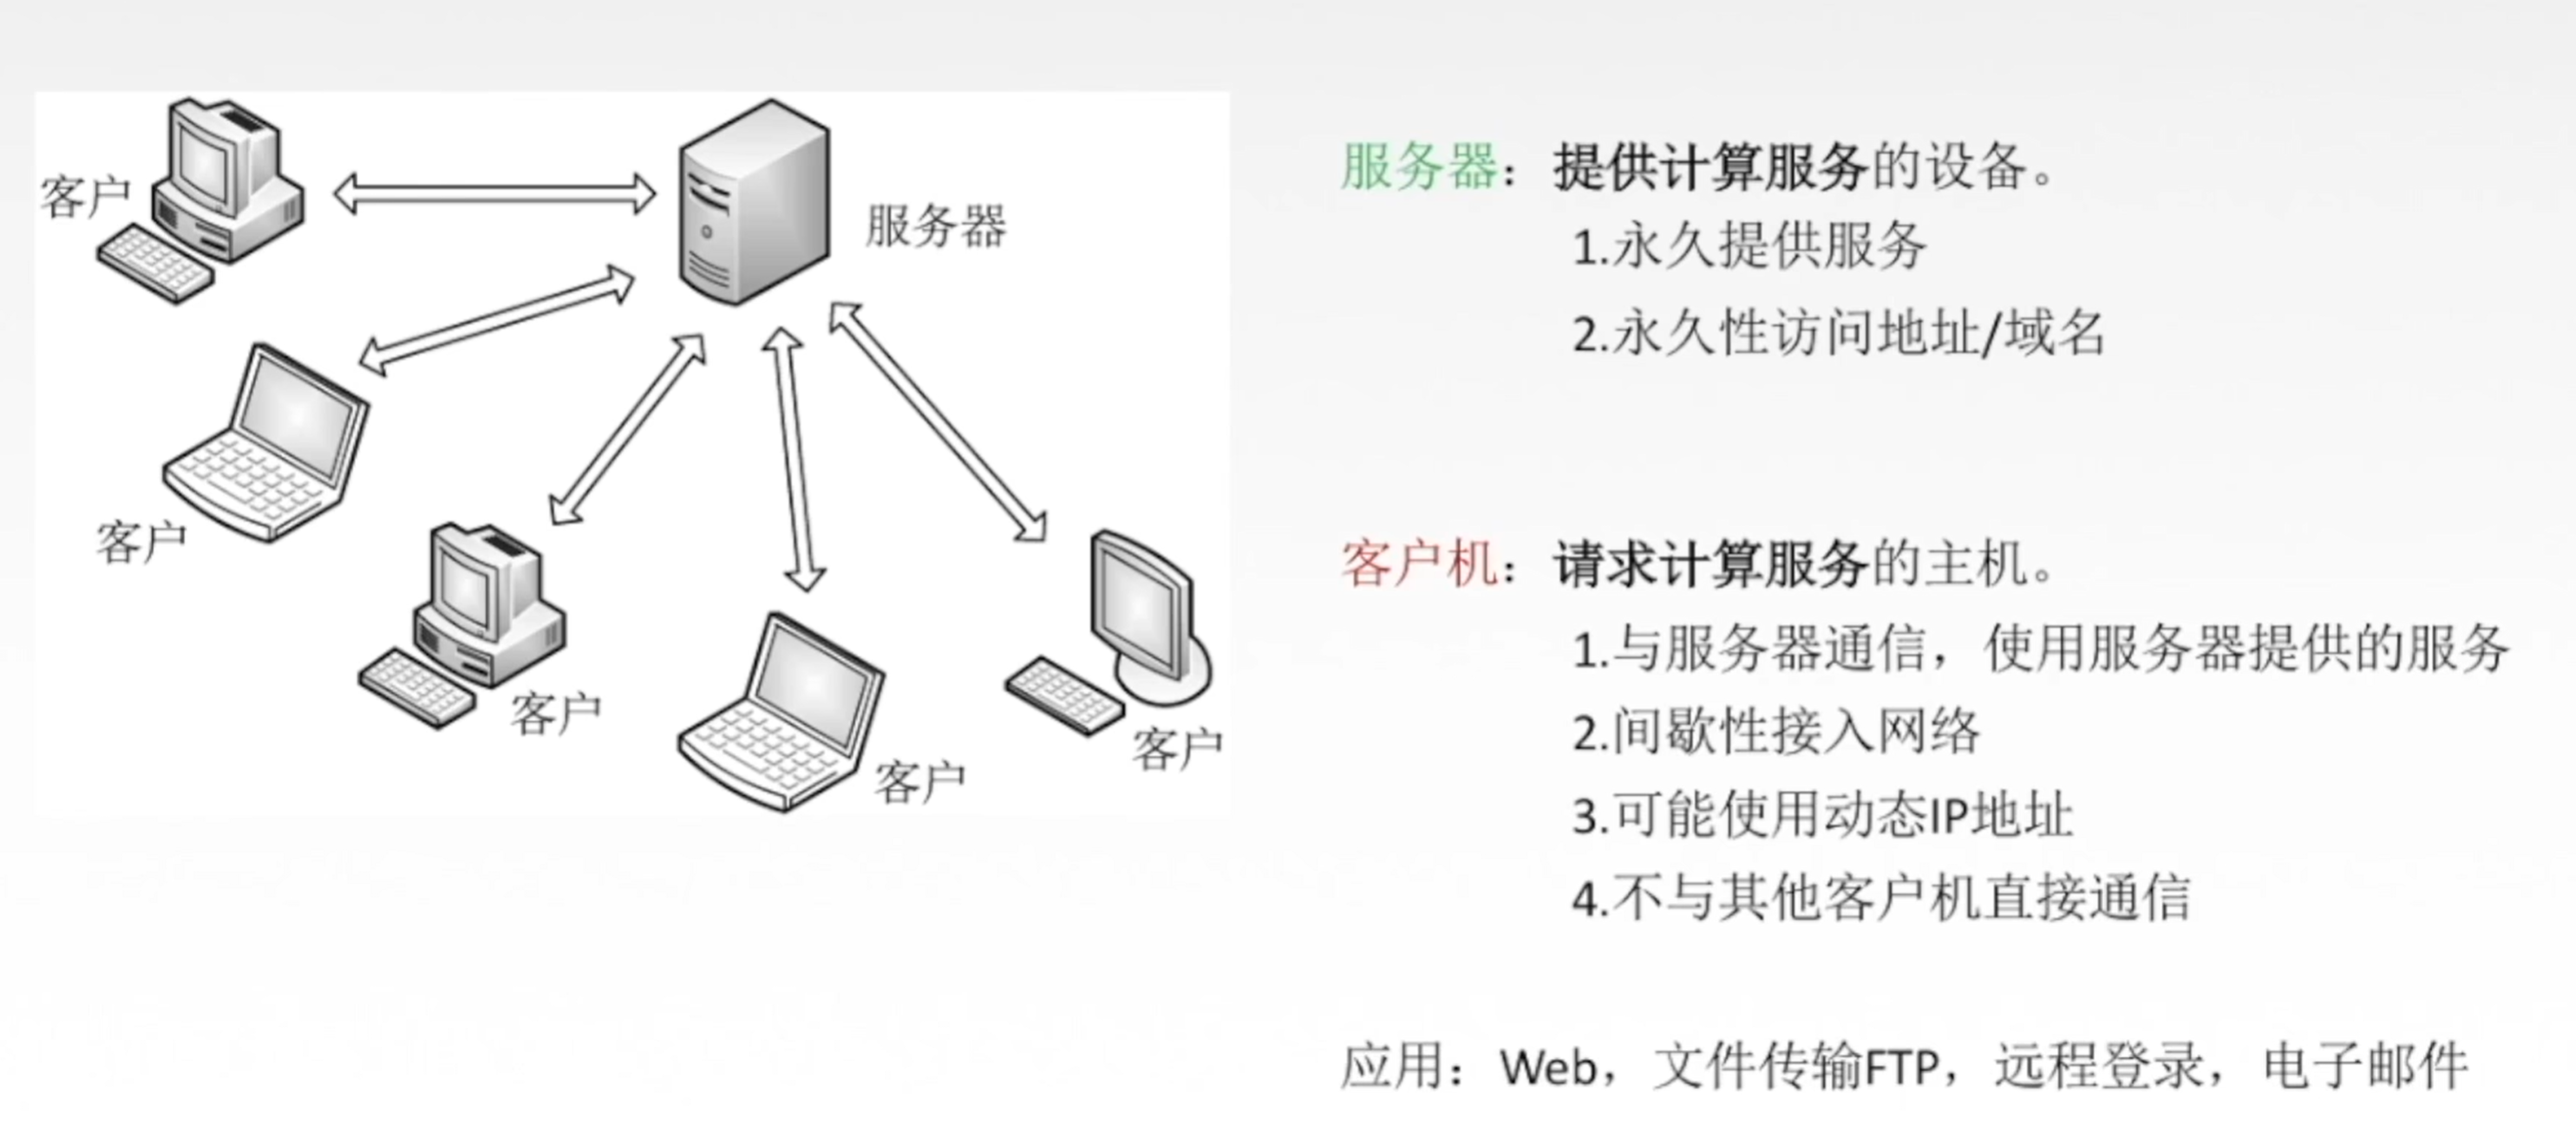 客户
服务器
客户
客户
客户
客户
服务器：提供计算服务的设备。
1.永久提供服务
2.永久性访问地址/域名
客户机：请求计算服务的主机。
1.与服务器通信，使用服务器提供的服务
2.间歇性接入网络
3.可能使用动态IP地址
4.不与其他客户机直接通信
应用：Web，文件传输FTP，远程登录，电子邮件